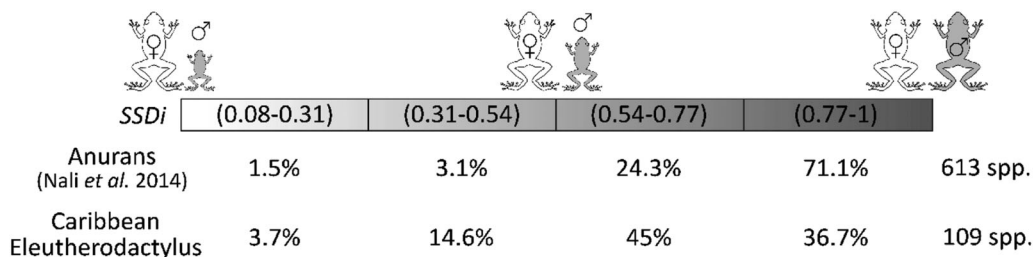 ♀ ♂ ♀ ♂ ♀ ♂
SSDi (0.08-0.31) (0.31-0.54) (0.54-0.77) (0.77-1)
Anurans
(Nali et al. 2014) 1.5% 3.1% 24.3% 71.1% 613 spp.
Caribbean
Eleutherodactylus 3.7% 14.6% 45% 36.7% 109 spp.